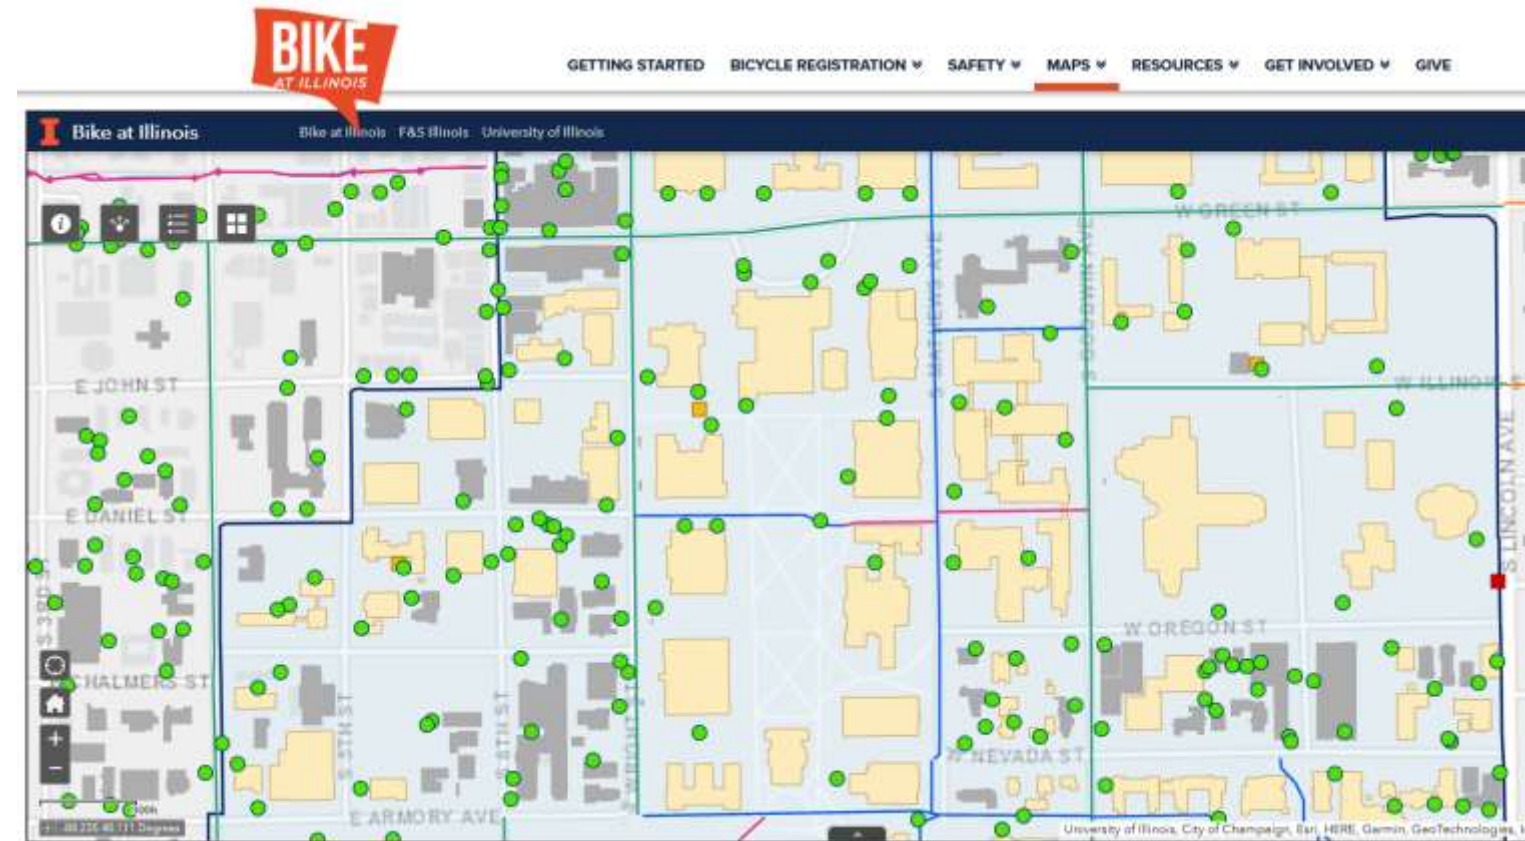 BIKE
AT ILLINOIS
GETTING STARTED BICYCLE REGISTRATION SAFETY MAPS RESOURCES GET INVOLVED GIVE
I Bike at Illinois Bike at Illinois F&S Illinois University of Illinois
W GREEN ST
S MATHEWS AVE
S GOODWIN AVE
E JOHN ST
W ILLINOIS
S LINCOLN AVE
E DANIEL ST
S 3RD
W OREGON ST
CHALMERS ST
S 5TH ST
S 6TH ST
S WRIGHT ST
W NEVADA ST
E ARMORY AVE
University of Illinois, City of Champaign, Esri, HERE, Garmin, GeoTechnologies,